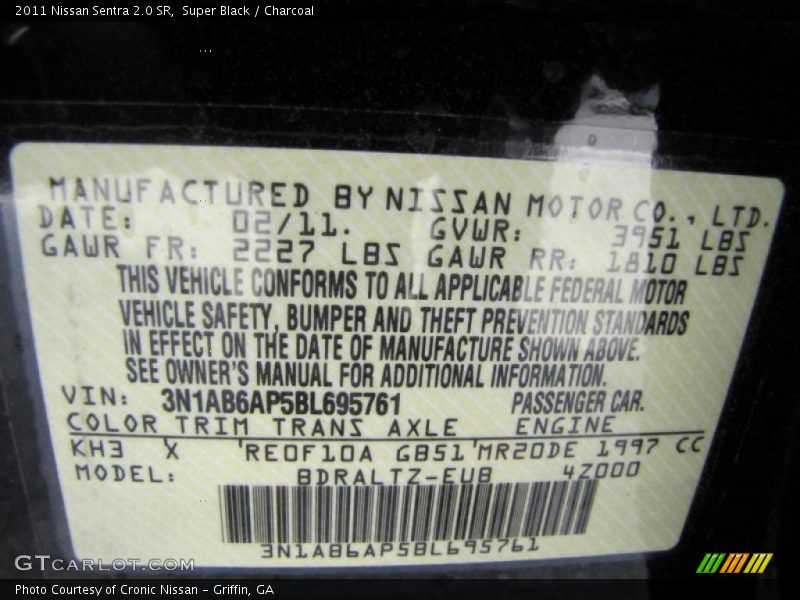 2011 Nissan Sentra 2.0 SR, Super Black / Charcoal
MANUFACTURED BY NISSAN MOTOR CO., LTD.
DATE: 02/11. GVWR: 3951 LBS
GAWR FR: 2227 LBS GAWR RR: 1810 LBS
THIS VEHICLE CONFORMS TO ALL APPLICABLE FEDERAL MOTOR
VEHICLE SAFETY, BUMPER AND THEFT PREVENTION STANDARDS
IN EFFECT ON THE DATE OF MANUFACTURE SHOWN ABOVE.
SEE OWNER'S MANUAL FOR ADDITIONAL INFORMATION.
VIN: 3N1AB6AP5BL695761 PASSENGER CAR.
COLOR TRIM TRANS AXLE ENGINE
KH3 X 'REOF10A GB51'MR20DE 1997 CC
MODEL: BDRALTZ-EUB 4Z000
3N1AB6AP5BL695761
GTCARLOT.COM
Photo Courtesy of Cronic Nissan - Griffin, GA